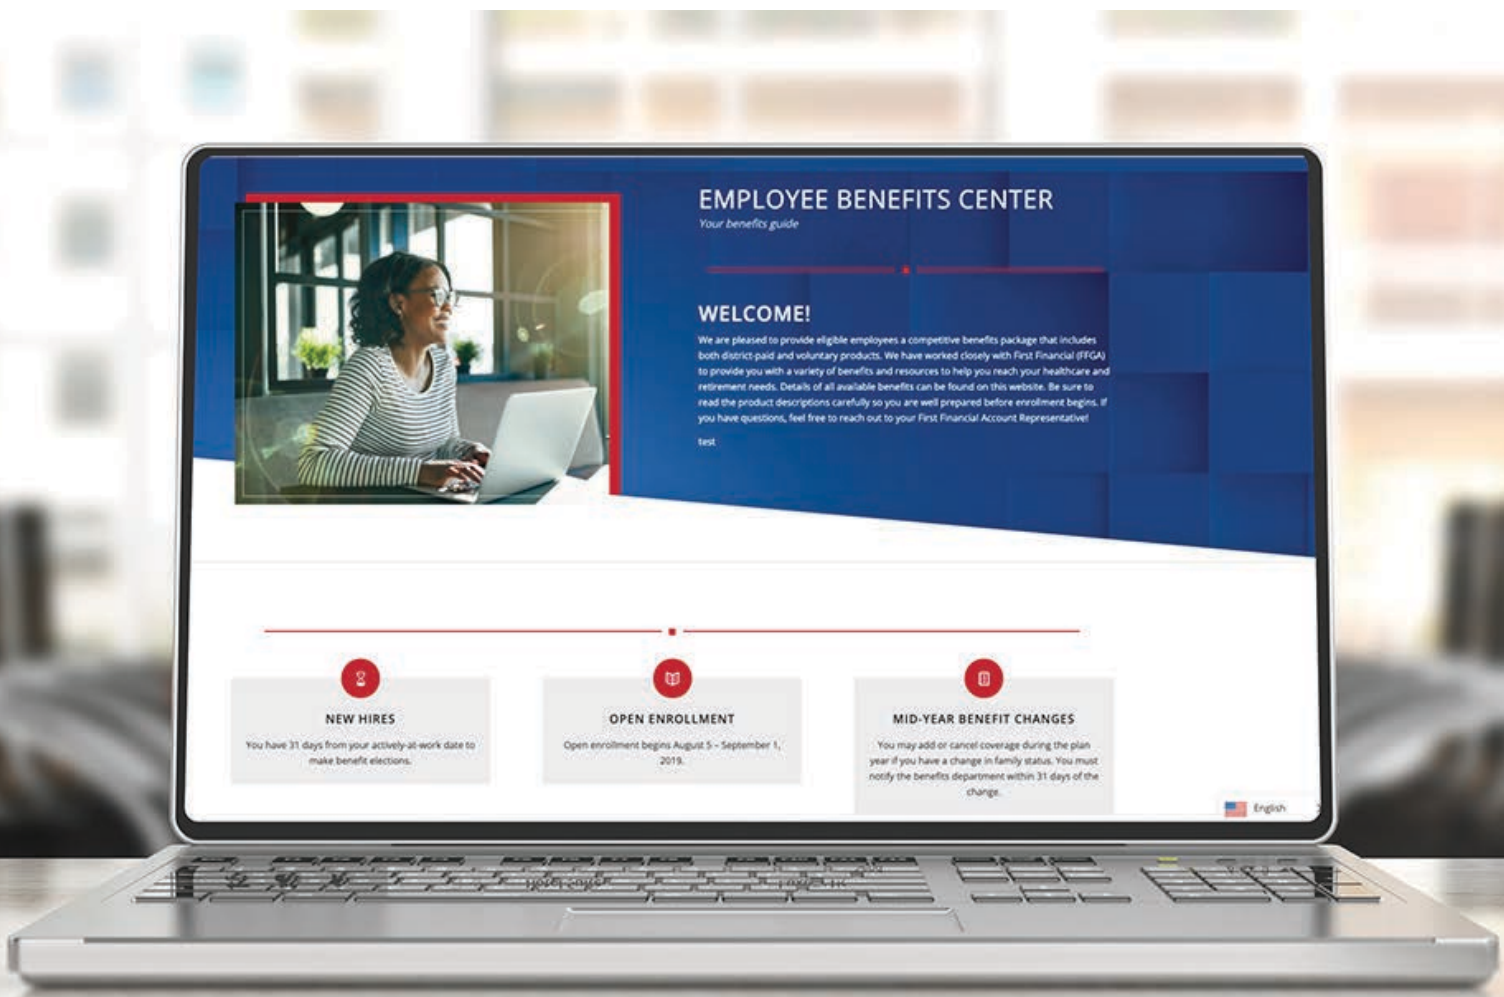 EMPLOYEE BENEFITS CENTER
Your benefits guide
WELCOME!
We are pleased to provide eligible employees a competitive benefits package that includes
both district-paid and voluntary products. We have worked closely with First Financial (FFGA)
to provide you with a variety of benefits and resources to help you reach your healthcare and
retirement needs. Details of all available benefits can be found on this website. Be sure to
read the product descriptions carefully so you are well prepared before enrollment begins. If
you have questions, feel free to reach out to your First Financial Account Representative!
test
NEW HIRES
You have 31 days from your actively-at-work date to
make benefit elections.
OPEN ENROLLMENT
Open enrollment begins August 5 – September 1,
2019.
MID-YEAR BENEFIT CHANGES
You may add or cancel coverage during the plan
year if you have a change in family status. You must
notify the benefits department within 31 days of the
change.
English